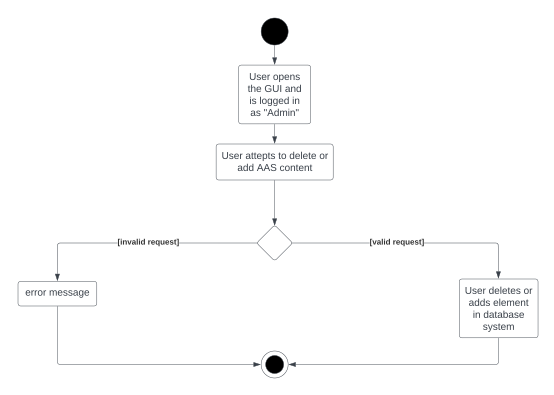 User opens
the GUI and
is logged in
as "Admin"
User attepts to delete or
add AAS content
[invalid request]
[valid request]
error message
User deletes or
adds element
in database
system